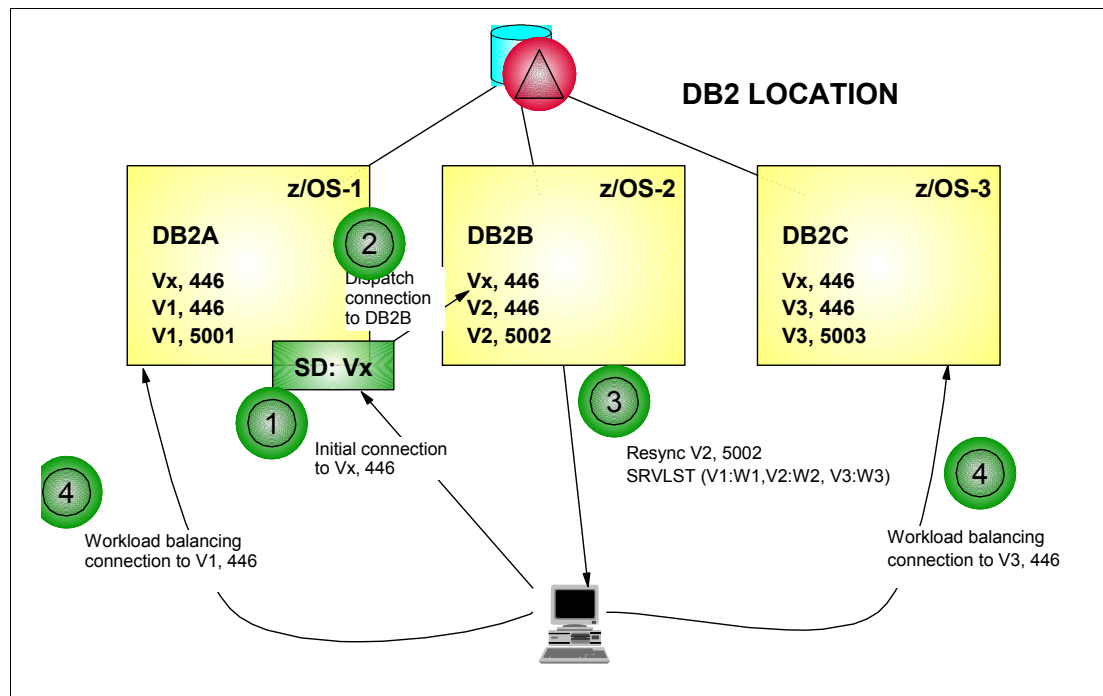 DB2 LOCATION
z/OS-1
DB2A
Vx, 446
V1, 446
V1, 5001
SD: Vx
2
Dispatch
connection
to DB2B
z/OS-2
DB2B
Vx, 446
V2, 446
V2, 5002
z/OS-3
DB2C
Vx, 446
V3, 446
V3, 5003
1
Initial connection
to Vx, 446
3
Resync V2, 5002
SRVLST (V1:W1,V2:W2, V3:W3)
4
Workload balancing
connection to V1, 446
4
Workload balancing
connection to V3, 446